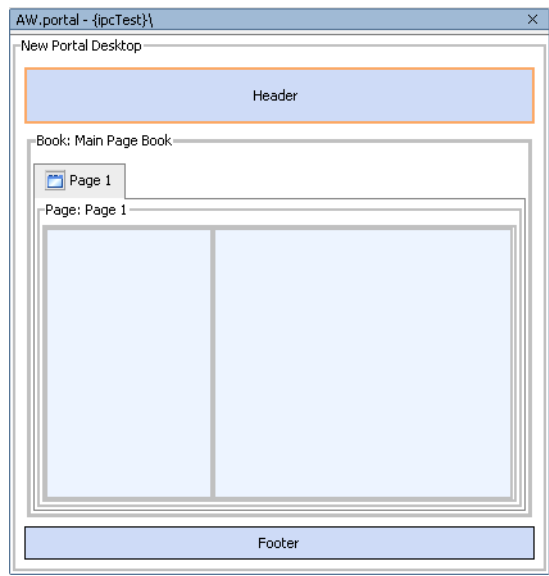 AW.portal - {ipcTest}\
New Portal Desktop
Header
Book: Main Page Book
Page 1
Page: Page 1
Footer